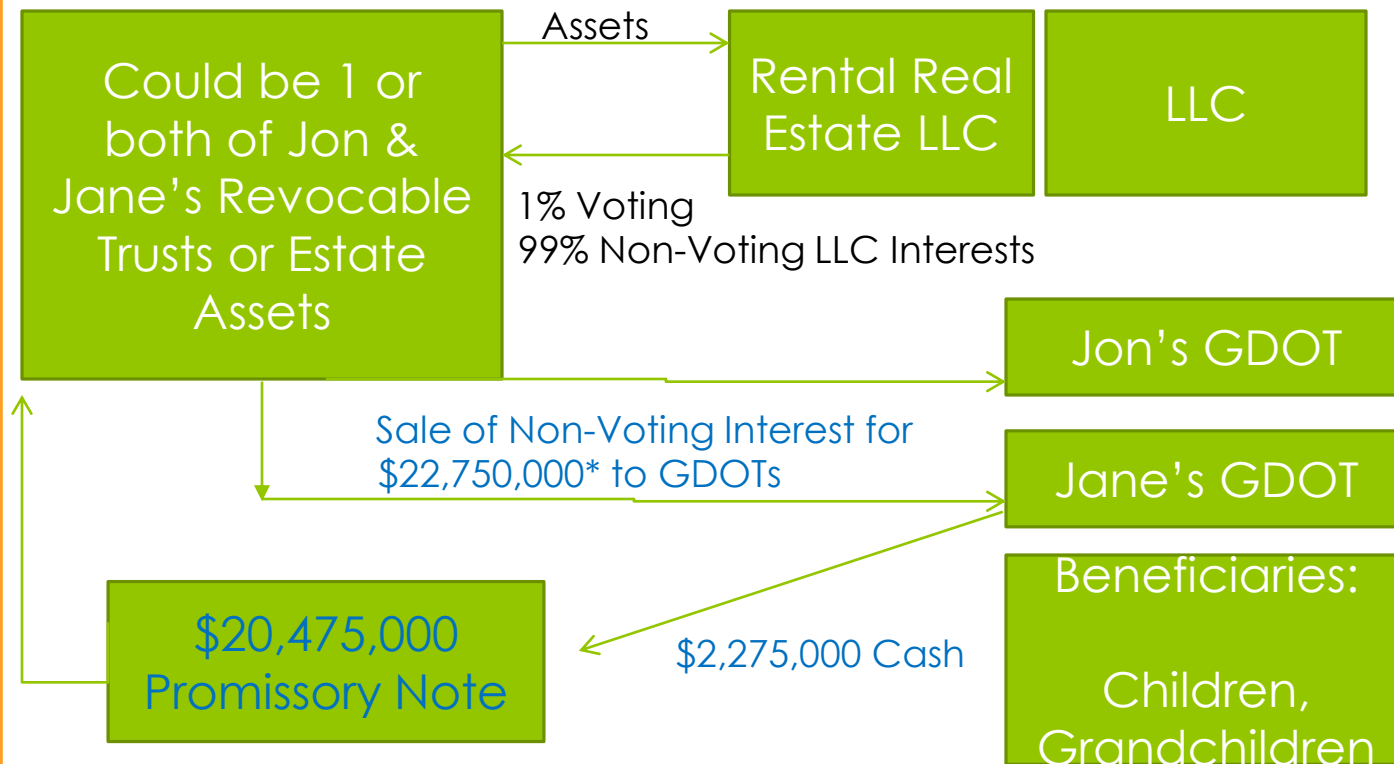 Could be 1 or
both of Jon &
Jane's Revocable
Trusts or Estate
Assets
Assets
Rental Real
Estate LLC
LLC
1% Voting
99% Non-Voting LLC Interests
Jon's GDOT
Sale of Non-Voting Interest for
$22,750,000* to GDOTs
Jane's GDOT
$20,475,000
Promissory Note
$2,275,000 Cash
Beneficiaries:
Children,
Grandchildren